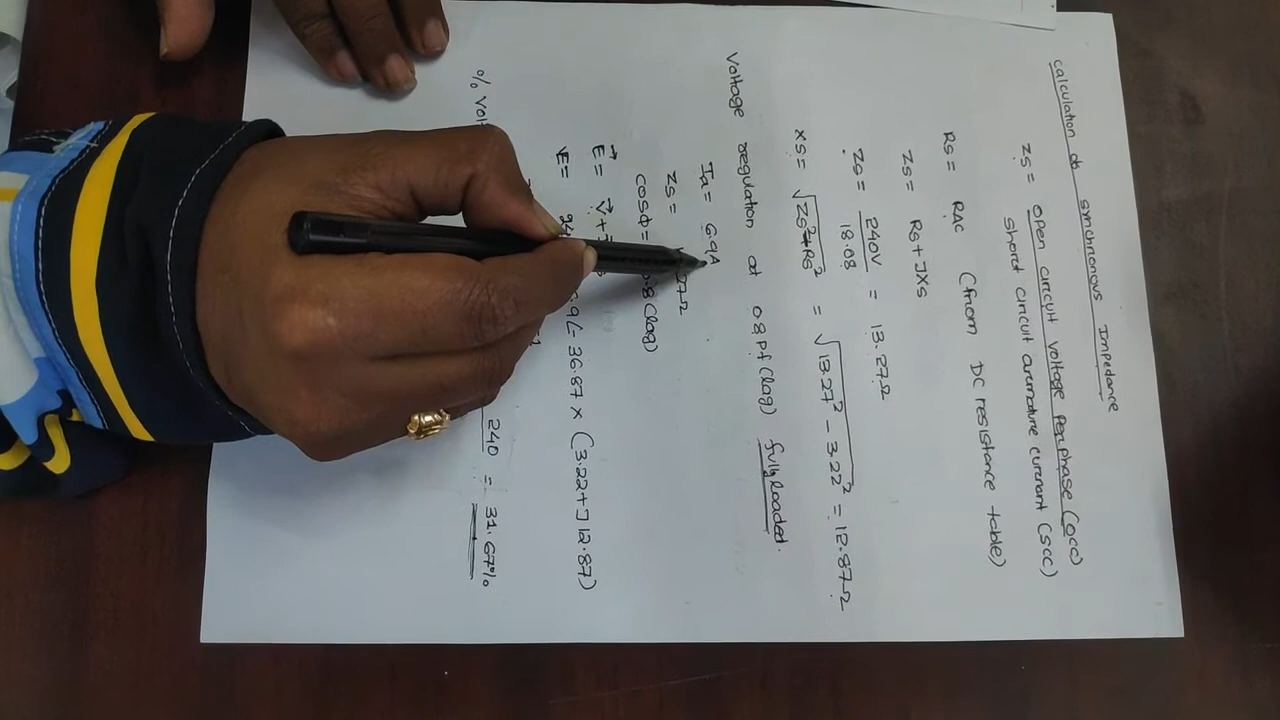 Calculation of synchronous Impedance
Zs = open circuit voltage per phase (occ)
short circuit armature current (scc)
Rs = RAC (from DC resistance table)
Zs = Rs + JXs
Zs = 240V / 18.08 = 13.27Ω
Xs = √Zs² - Rs² = √13.27² - 3.22² = 12.87Ω
Voltage regulation at 0.8 Pf (lag) fully loaded.
Ia = 6.9A
Zs = 27Ω
cosφ = 0.8 (lag)
E = V +
E = 36.87 × (3.22 + J 12.87)
% 240 = 31.67%